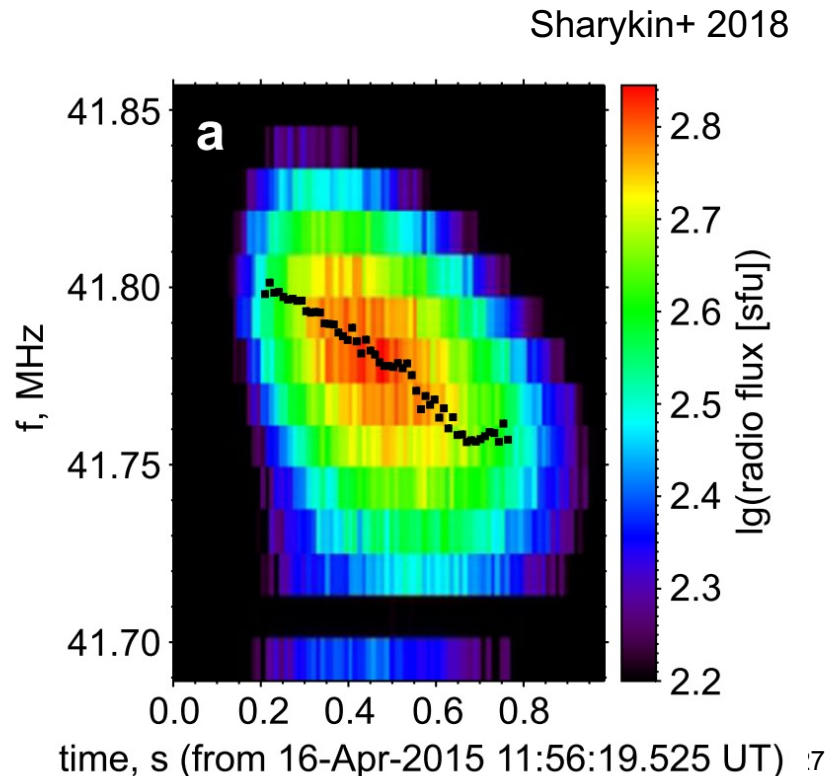 Sharykin+ 2018
a
41.85
41.80
41.75
41.70
f, MHz
0.0 0.2 0.4 0.6 0.8
time, s (from 16-Apr-2015 11:56:19.525 UT)
2.8
2.7
2.6
2.5
2.4
2.3
2.2
lg(radio flux [sfu])